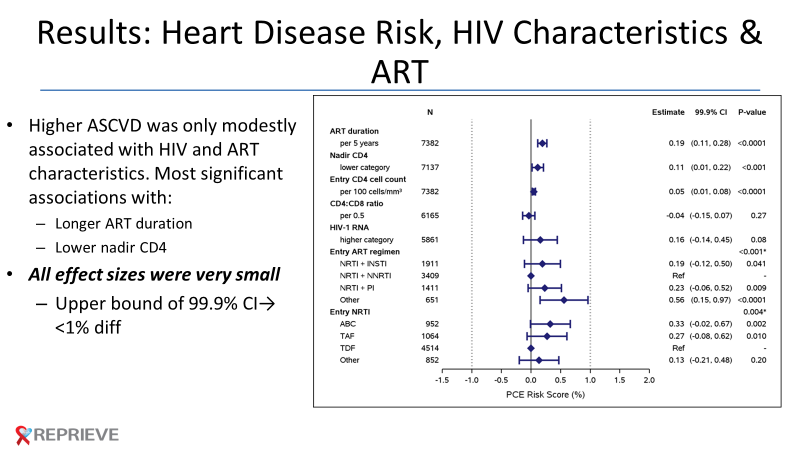 Results: Heart Disease Risk, HIV Characteristics &
ART
• Higher ASCVD was only modestly
associated with HIV and ART
characteristics. Most significant
associations with:
– Longer ART duration
– Lower nadir CD4
• All effect sizes were very small
– Upper bound of 99.9% CI→
<1% diff
N Estimate 99.9% CI P-value
ART duration
per 5 years 7382 0.19 (0.11, 0.28) <0.0001
Nadir CD4
lower category 7137 0.11 (0.01, 0.22) <0.001
Entry CD4 cell count
per 100 cells/mm³ 7382 0.05 (0.01, 0.08) <0.0001
CD4:CD8 ratio
per 0.5 6165 -0.04 (-0.15, 0.07) 0.27
HIV-1 RNA
higher category 5861 0.16 (-0.14, 0.45) 0.08
Entry ART regimen <0.001*
NRTI + INSTI 1911 0.19 (-0.12, 0.50) 0.041
NRTI + NNRTI 3409 Ref -
NRTI + PI 1411 0.23 (-0.06, 0.52) 0.009
Other 651 0.56 (0.15, 0.97) <0.0001
Entry NRTI 0.004*
ABC 952 0.33 (-0.02, 0.67) 0.002
TAF 1064 0.27 (-0.08, 0.62) 0.010
TDF 4514 Ref -
Other 852 0.13 (-0.21, 0.48) 0.20
-1.5 -1.0 -0.5 0.0 0.5 1.0 1.5 2.0
PCE Risk Score (%)
REPRIEVE